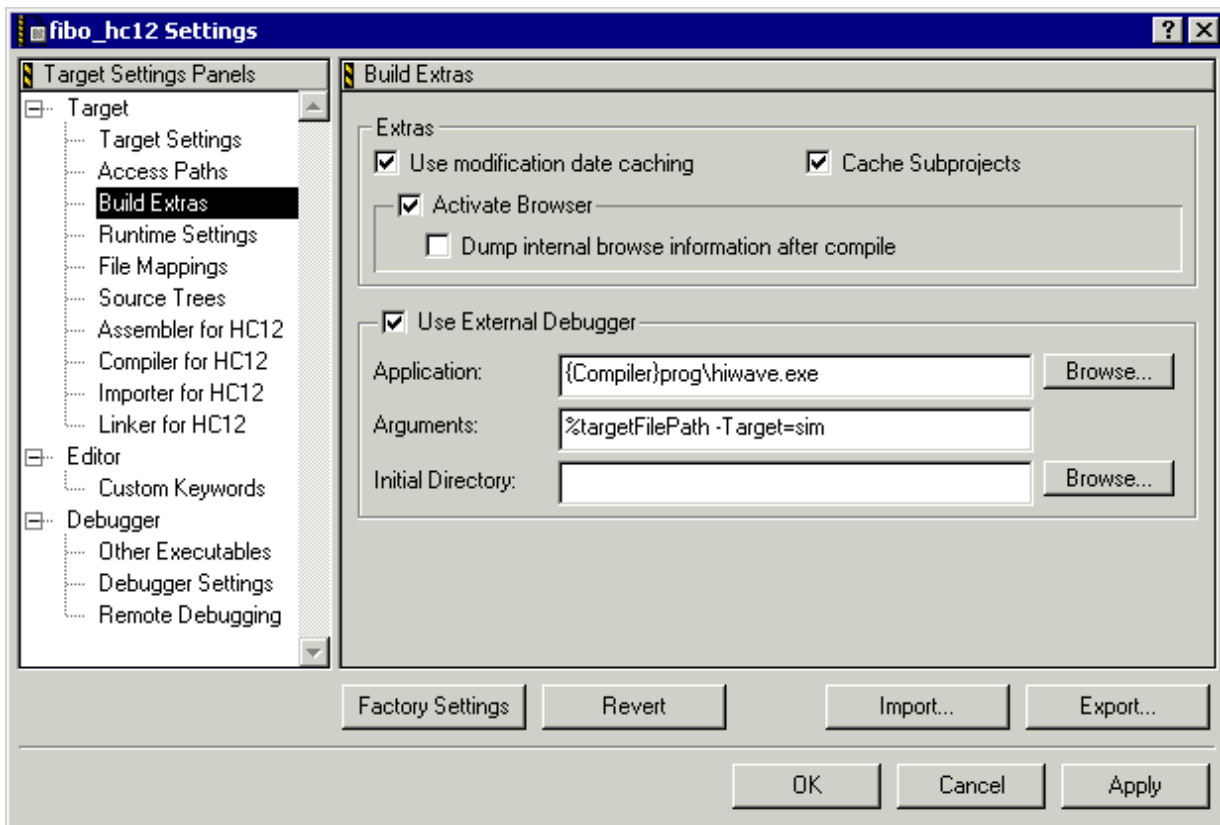 fibo_hc12 Settings
Target Settings Panels
Target
Target Settings
Access Paths
Build Extras
Runtime Settings
File Mappings
Source Trees
Assembler for HC12
Compiler for HC12
Importer for HC12
Linker for HC12
Editor
Custom Keywords
Debugger
Other Executables
Debugger Settings
Remote Debugging
Build Extras
Extras
Use modification date caching Cache Subprojects
Activate Browser
Dump internal browse information after compile
Use External Debugger
Application: {Compiler}prog\hiwave.exe Browse...
Arguments: %targetFilePath -Target=sim
Initial Directory: Browse...
Factory Settings Revert Import... Export...
OK Cancel Apply